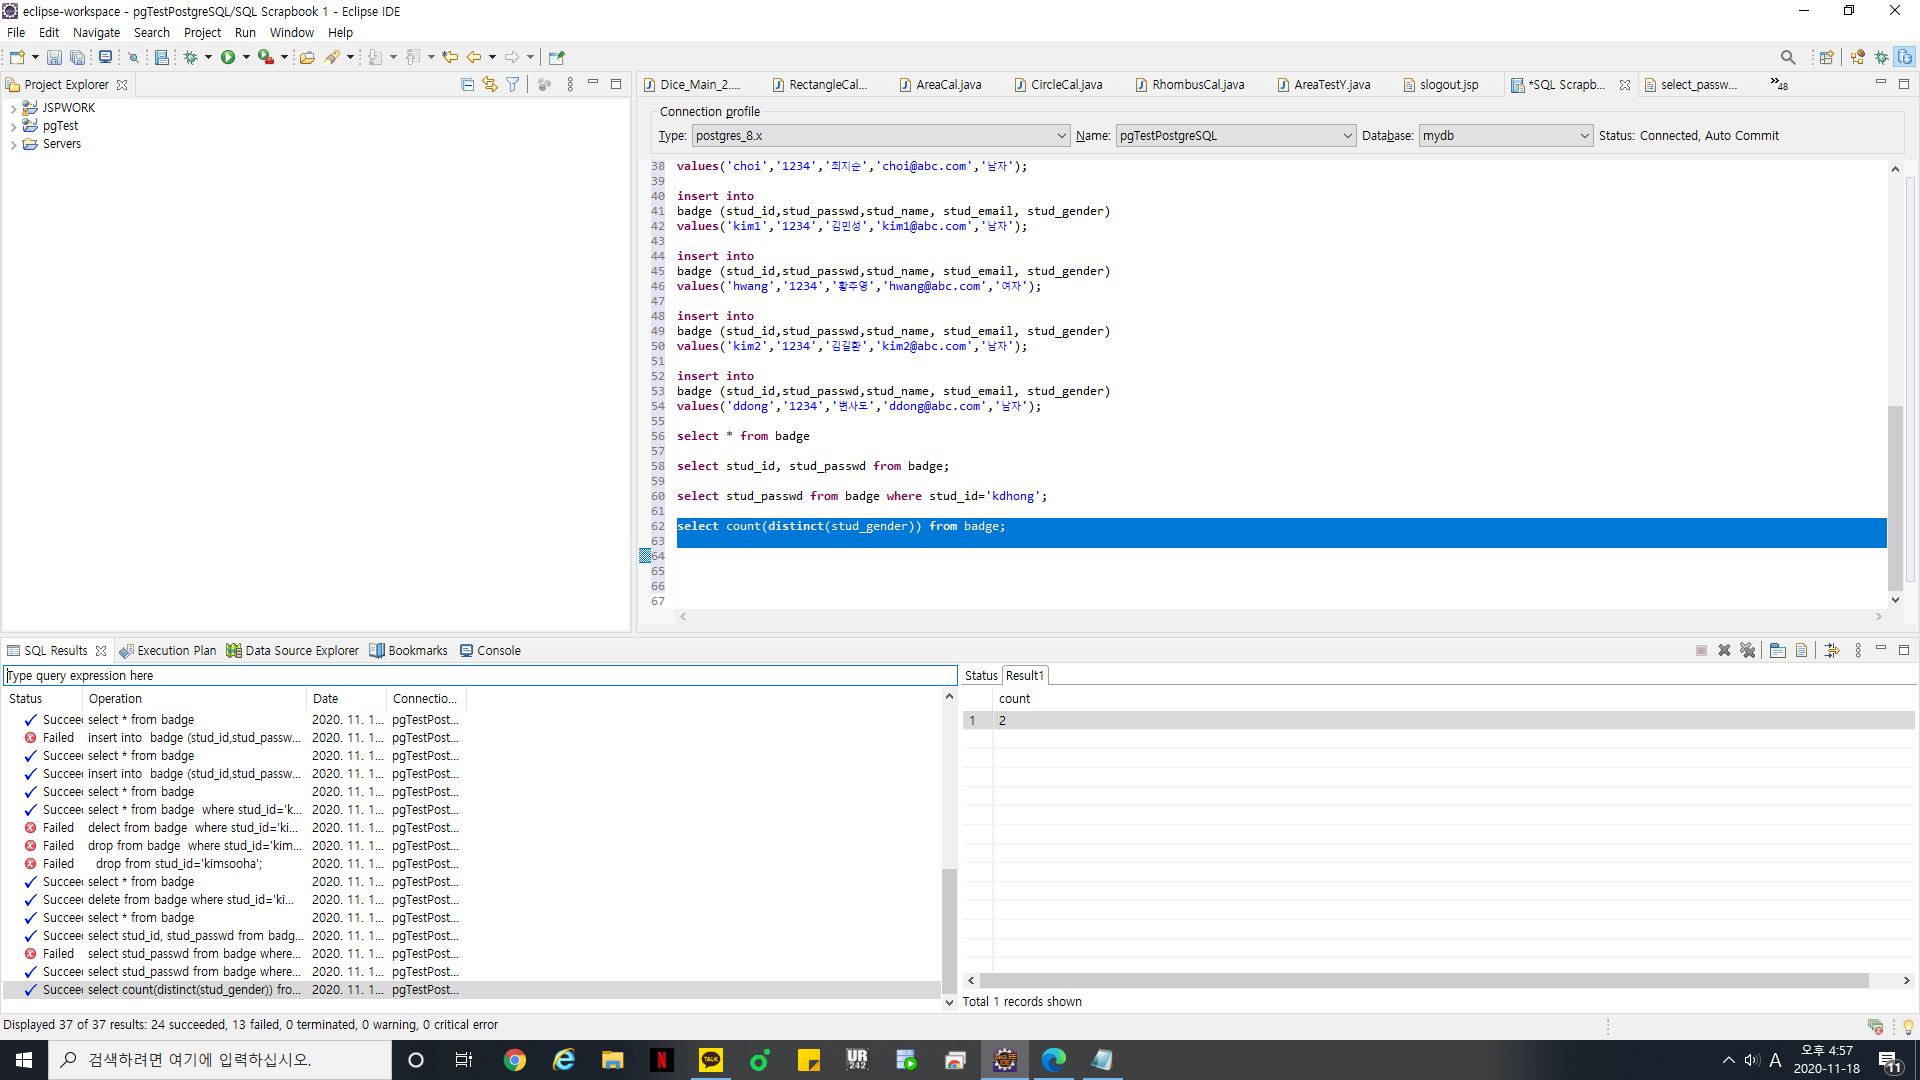 eclipse-workspace - pgTestPostgreSQL/SQL Scrapbook 1 - Eclipse IDE
File Edit Navigate Search Project Run Window Help
Project Explorer
JSPWORK
pgTest
Servers
Dice_Main_2.... RectangleCal... AreaCal.java CircleCal.java RhombusCal.java AreaTestY.java slogout.jsp *SQL Scrapb... select_passw... »48
Connection profile
Type: postgres_8.x Name: pgTestPostgreSQL Database: mydb Status: Connected, Auto Commit
38 values('choi','1234','최지순','choi@abc.com','남자');
39
40 insert into
41 badge (stud_id,stud_passwd,stud_name, stud_email, stud_gender)
42 values('kim1','1234','김민성','kim1@abc.com','남자');
43
44 insert into
45 badge (stud_id,stud_passwd,stud_name, stud_email, stud_gender)
46 values('hwang','1234','황주영','hwang@abc.com','여자');
47
48 insert into
49 badge (stud_id,stud_passwd,stud_name, stud_email, stud_gender)
50 values('kim2','1234','김길환','kim2@abc.com','남자');
51
52 insert into
53 badge (stud_id,stud_passwd,stud_name, stud_email, stud_gender)
54 values('ddong','1234','변사또','ddong@abc.com','남자');
55
56 select * from badge
57
58 select stud_id, stud_passwd from badge;
59
60 select stud_passwd from badge where stud_id='kdhong';
61
62 select count(distinct(stud_gender)) from badge;
63
64
65
66
67
SQL Results Execution Plan Data Source Explorer Bookmarks Console
Type query expression here
Status Operation Date Connectio...
Succee select * from badge 2020. 11. 1... pgTestPost...
Failed insert into badge (stud_id,stud_passw... 2020. 11. 1... pgTestPost...
Succee select * from badge 2020. 11. 1... pgTestPost...
Succee insert into badge (stud_id,stud_passw... 2020. 11. 1... pgTestPost...
Succee select * from badge 2020. 11. 1... pgTestPost...
Succee select * from badge where stud_id='k... 2020. 11. 1... pgTestPost...
Failed delect from badge where stud_id='ki... 2020. 11. 1... pgTestPost...
Failed drop from badge where stud_id='kim... 2020. 11. 1... pgTestPost...
Failed drop from stud_id='kimsooha'; 2020. 11. 1... pgTestPost...
Succee select * from badge 2020. 11. 1... pgTestPost...
Succee delete from badge where stud_id='ki... 2020. 11. 1... pgTestPost...
Succee select * from badge 2020. 11. 1... pgTestPost...
Succee select stud_id, stud_passwd from badg... 2020. 11. 1... pgTestPost...
Failed select stud_passwd from badge where... 2020. 11. 1... pgTestPost...
Succee select stud_passwd from badge where... 2020. 11. 1... pgTestPost...
Succee select count(distinct(stud_gender)) fro... 2020. 11. 1... pgTestPost...
Status Result1
count
1 2
Total 1 records shown
Displayed 37 of 37 results: 24 succeeded, 13 failed, 0 terminated, 0 warning, 0 critical error
검색하려면 여기에 입력하십시오.
N
TALK
UR
242
A
오후 4:57
2020-11-18
11